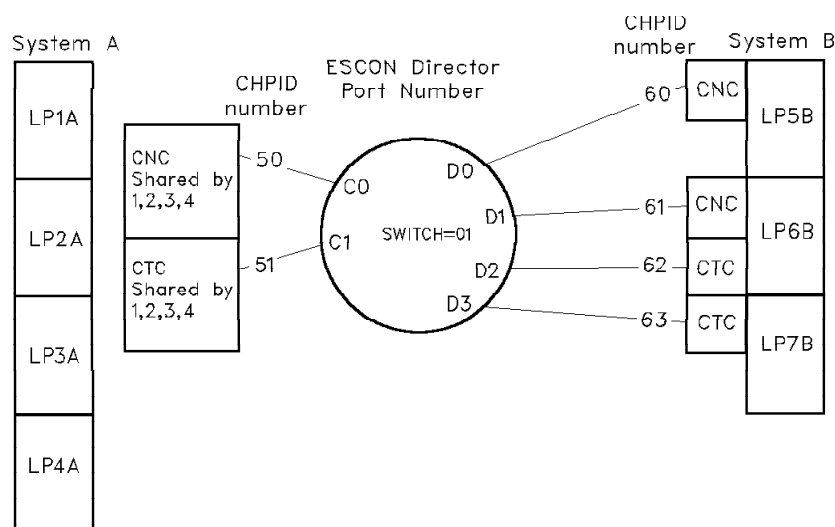 System A
LP1A
LP2A
LP3A
LP4A
CNC
Shared by
1,2,3,4
CTC
Shared by
1,2,3,4
CHPID
number
50
51
ESCON Director
Port Number
C0
C1
D0
D1
D2
D3
SWITCH=01
CHPID
number
60
61
62
63
System B
CNC
CNC
CTC
CTC
LP5B
LP6B
LP7B